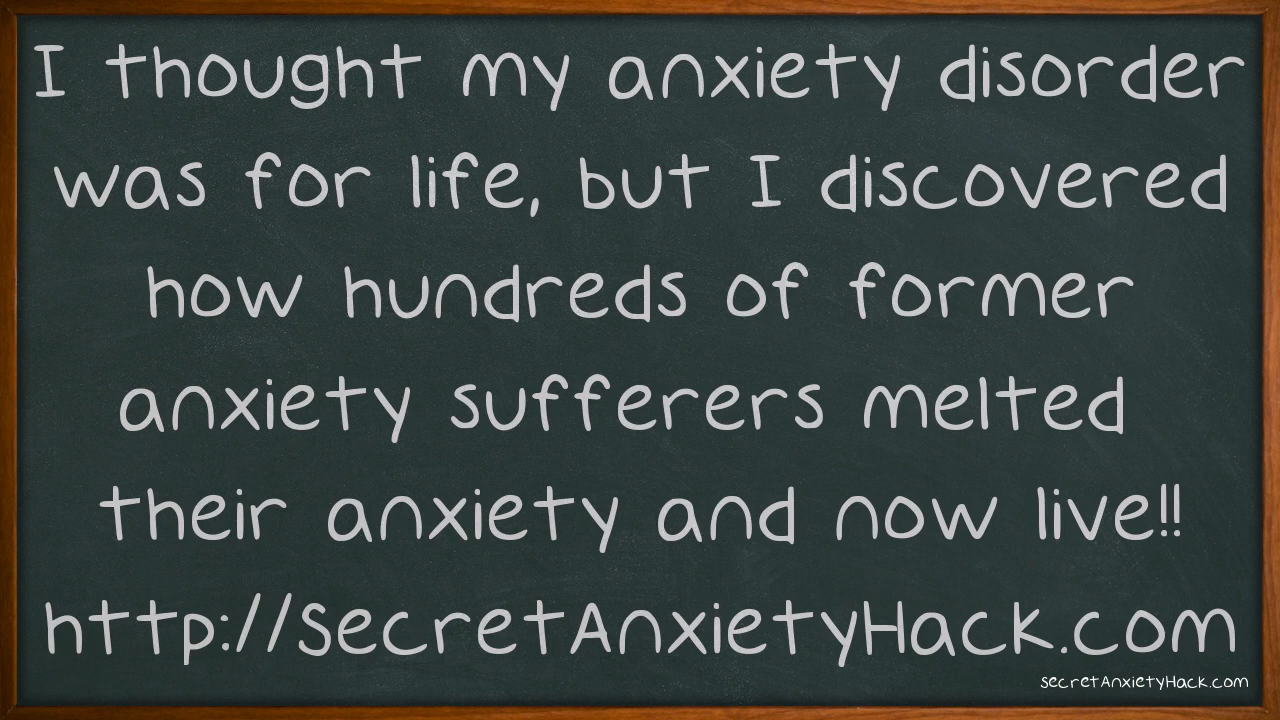 I thought my anxiety disorder
was for life, but I discovered
how hundreds of former
anxiety sufferers melted
their anxiety and now live!!
http://SecretAnxietyHack.com
SecretAnxietyHack.com